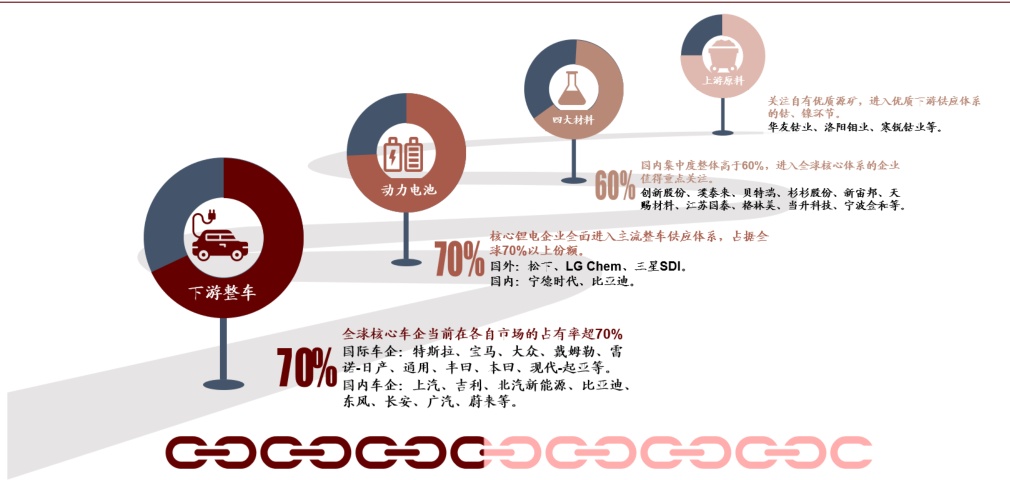 上游原料
关注自有优质源矿，进入优质下游供应体系
的钴、镍环节。
华友钴业、洛阳钼业、寒锐钴业等。
四大材料
60%
国内集中度整体高于60%，进入全球核心体系的企业
值得重点关注。
创新股份、璞泰来、贝特瑞、杉杉股份、新宙邦、天
赐材料、江苏国泰、格林美、当升科技、宁波金和等。
动力电池
70%
核心锂电企业全面进入主流整车供应体系，占据全
球70%以上份额。
国外：松下、LG Chem、三星SDI。
国内：宁德时代、比亚迪。
下游整车
70%
全球核心车企当前在各自市场的占有率超70%
国际车企：特斯拉、宝马、大众、戴姆勒、雷
诺-日产、通用、丰田、本田、现代-起亚等。
国内车企：上汽、吉利、北汽新能源、比亚迪、
东风、长安、广汽、蔚来等。